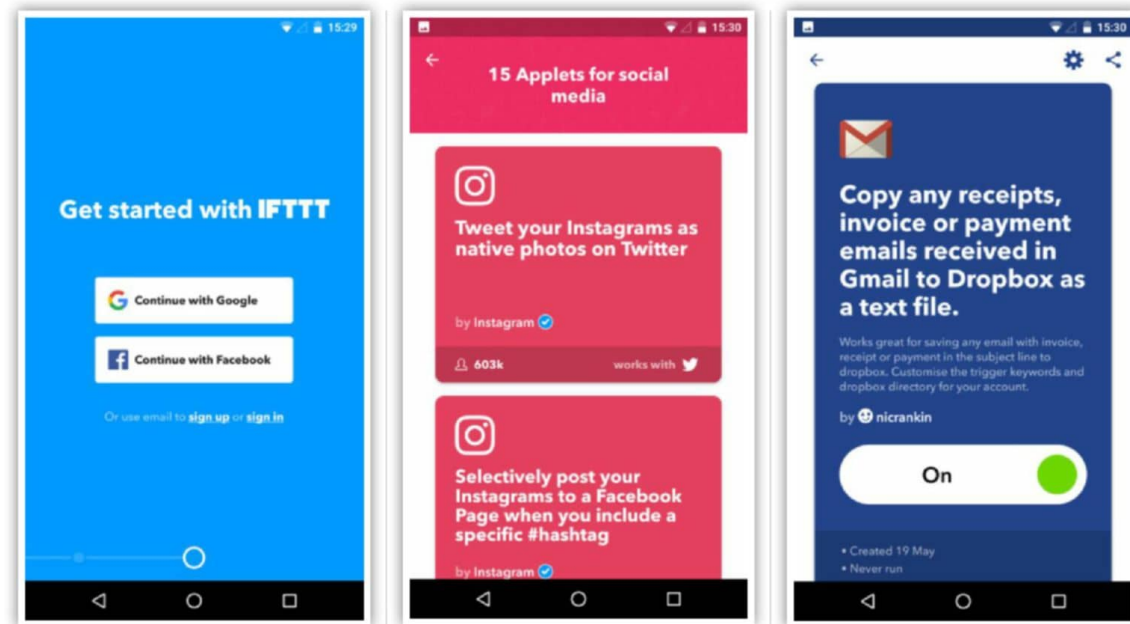 15:29
Get started with IFTTT
Continue with Google
Continue with Facebook
Or use email to sign up or sign in
15:30
15 Applets for social
media
Tweet your Instagrams as
native photos on Twitter
by Instagram
603k works with
Selectively post your
Instagrams to a Facebook
Page when you include a
specific #hashtag
by Instagram
15:30
Copy any receipts,
invoice or payment
emails received in
Gmail to Dropbox as
a text file.
Works great for saving any email with invoice,
receipt or payment in the subject line to
dropbox. Customise the trigger keywords and
dropbox directory for your account.
by nicrankin
On
• Created 19 May
• Never run